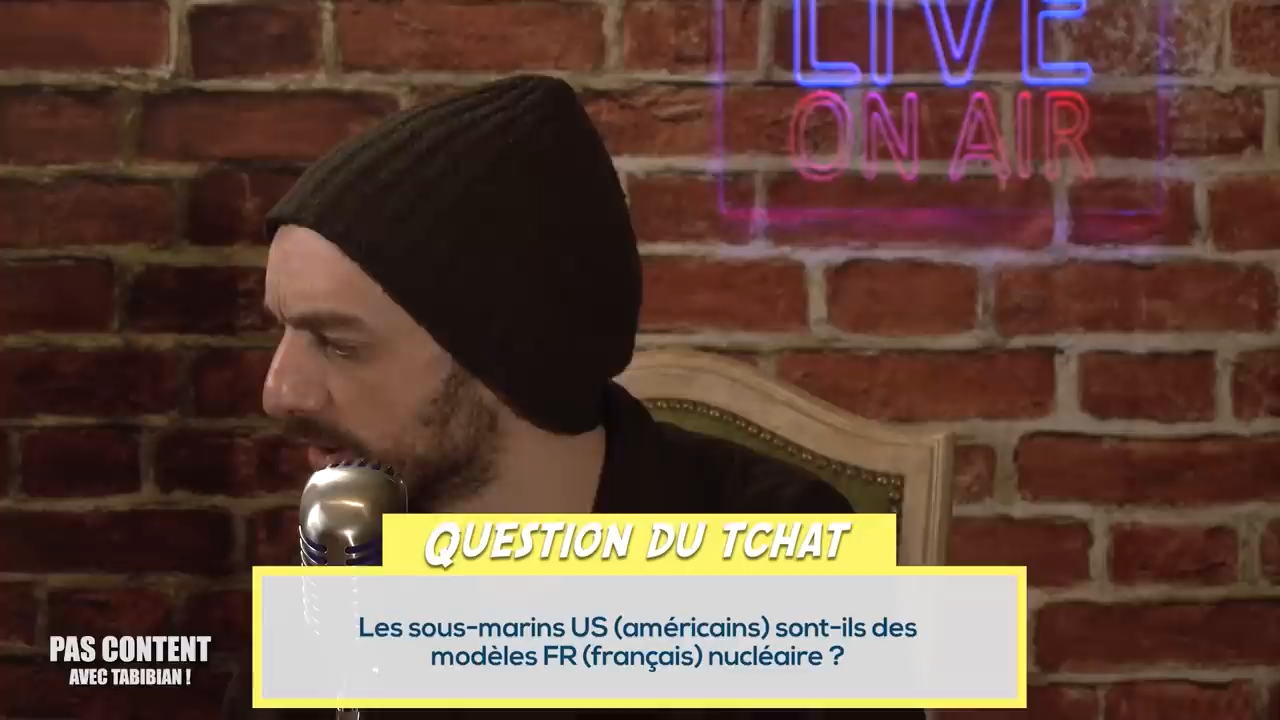 LIVE
ON AIR
QUESTION DU TCHAT
Les sous-marins US (américains) sont-ils des
modèles FR (français) nucléaire ?
PAS CONTENT
AVEC TABIBIAN !